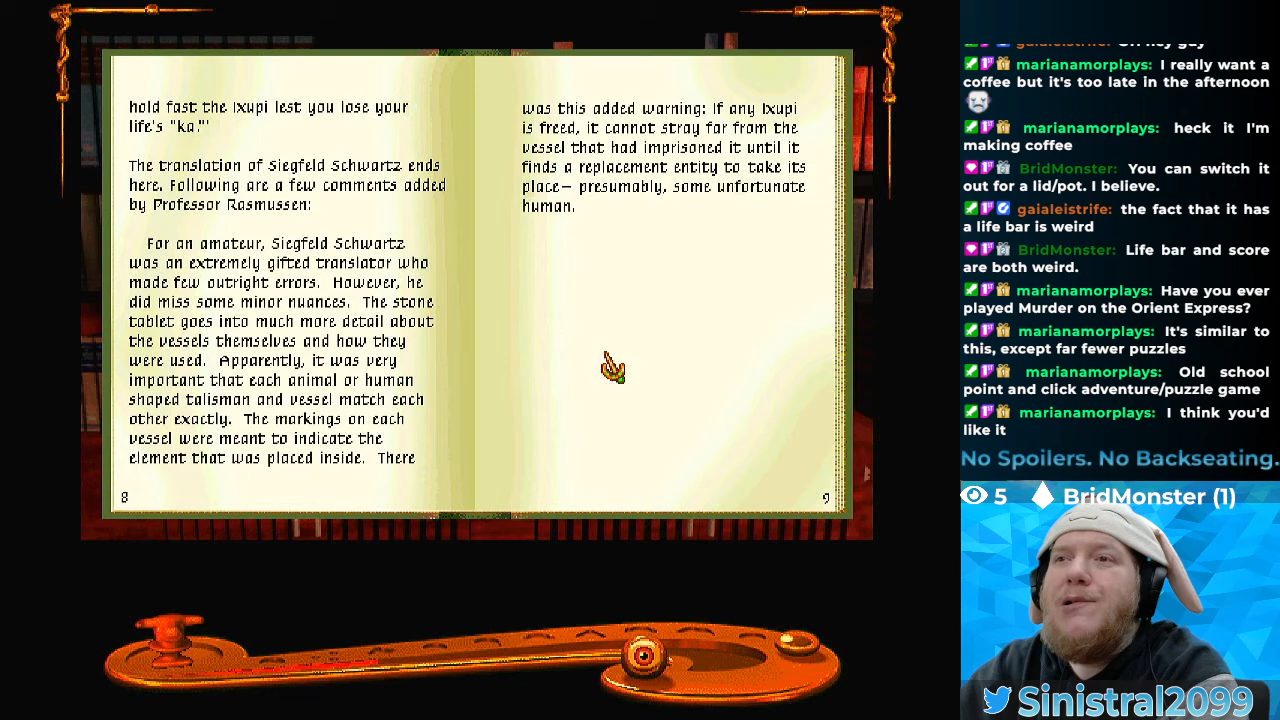 hold fast the Ixupi lest you lose your
life's "Ka."'
The translation of Siegfeld Schwartz ends
here. Following are a few comments added
by Professor Rasmussen:
For an amateur, Siegfeld Schwartz
was an extremely gifted translator who
made few outright errors. However, he
did miss some minor nuances. The stone
tablet goes into much more detail about
the vessels themselves and how they
were used. Apparently, it was very
important that each animal or human
shaped talisman and vessel match each
other exactly. The markings on each
vessel were meant to indicate the
element that was placed inside. There
8
was this added warning: If any Ixupi
is freed, it cannot stray far from the
vessel that had imprisoned it until it
finds a replacement entity to take its
place— presumably, some unfortunate
human.
9
marianamorplays: I really want a
coffee but it's too late in the afternoon
marianamorplays: heck it I'm
making coffee
BridMonster: You can switch it
out for a lid/pot. I believe.
gaialeistrife: the fact that it has
a life bar is weird
BridMonster: Life bar and score
are both weird.
marianamorplays: Have you ever
played Murder on the Orient Express?
marianamorplays: It's similar to
this, except far fewer puzzles
marianamorplays: Old school
point and click adventure/puzzle game
marianamorplays: I think you'd
like it
No Spoilers. No Backseating.
5 BridMonster (1)
Sinistral2099